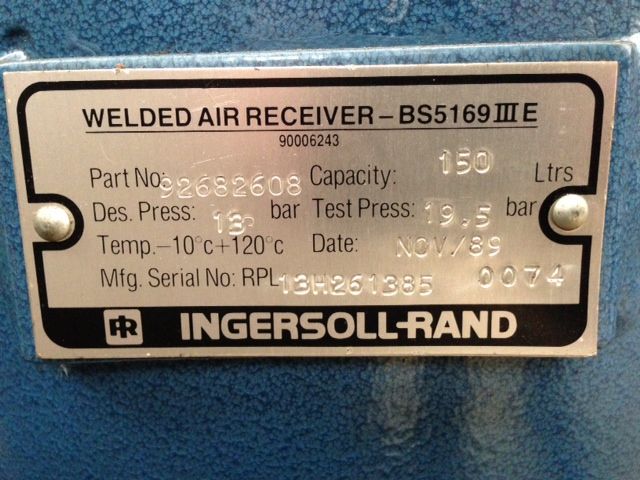 WELDED AIR RECEIVER – BS5169 III E
90006243
Part No: 92682608 Capacity: 150 Ltrs
Des. Press: 13 bar Test Press: 19.5 bar
Temp. –10°c+120°c Date: NOV/89
Mfg. Serial No: RPL 13H261385 0074
IR INGERSOLL-RAND